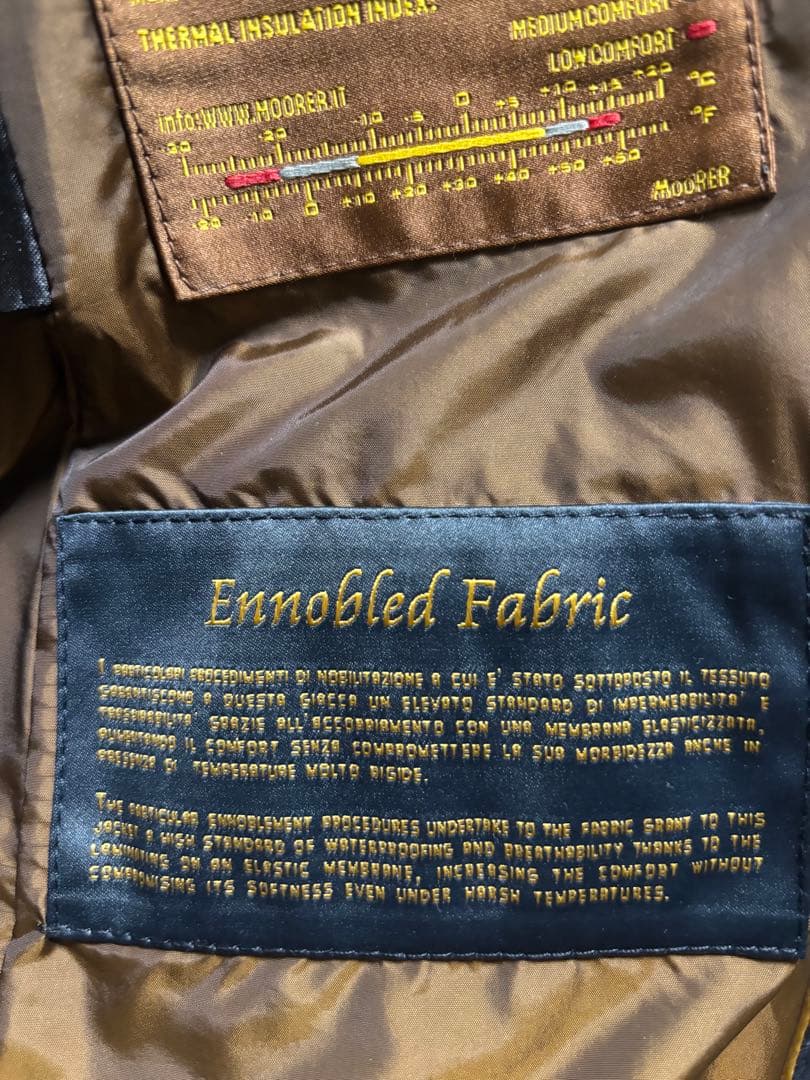 THERMAL INSULATION INDEX:
MEDIUM COMFORT
LOW COMFORT
info:WWW.MOORER.IT
-30 -20 -10 -5 0 +5 +10 +15 +20 °C
-20 -10 0 +10 +20 +30 +40 +50 +60 °F
MooRER
Ennobled Fabric
I PARTICOLARI PROCEDIMENTI DI NOBILITAZIONE A CUI E' STATO SOTTOPOSTO IL TESSUTO
GARANTISCONO A QUESTA GIACCA UN ELEVATO STANDARD DI IMPERMEABILITA' E
TRASPIRABILITA' GRAZIE ALL'ACCOPPIAMENTO CON UNA MEMBRANA ELASTICIZZATA,
AUMENTANDO IL COMFORT SENZA COMPROMETTERE LA SUA MORBIDEZZA ANCHE IN
PRESENZA DI TEMPERATURE MOLTO RIGIDE.
THE PARTICULAR ENNOBLEMENT PROCEDURES UNDERTAKE TO THE FABRIC GRANT TO THIS
JACKET A HIGH STANDARD OF WATERPROOFING AND BREATHABILITY THANKS TO THE
LAMINATING ON AN ELASTIC MEMBRANE, INCREASING THE COMFORT WITHOUT
COMPROMISING ITS SOFTNESS EVEN UNDER HARSH TEMPERATURES.